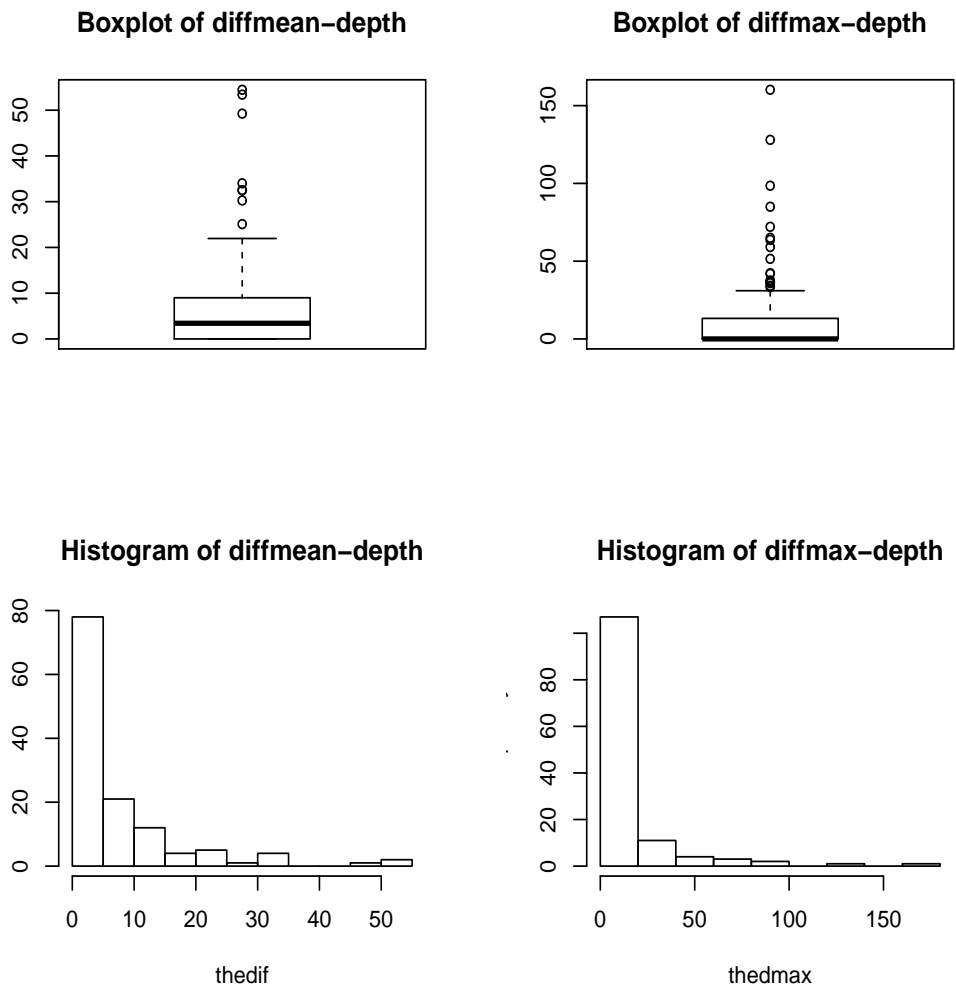 Boxplot of diffmean−depth
Boxplot of diffmax−depth
50
40
30
20
10
0
150
100
50
0
Histogram of diffmean−depth
Histogram of diffmax−depth
80
60
40
20
0
80
60
40
20
0
0 10 20 30 40 50
0 50 100 150
thedif
thedmax